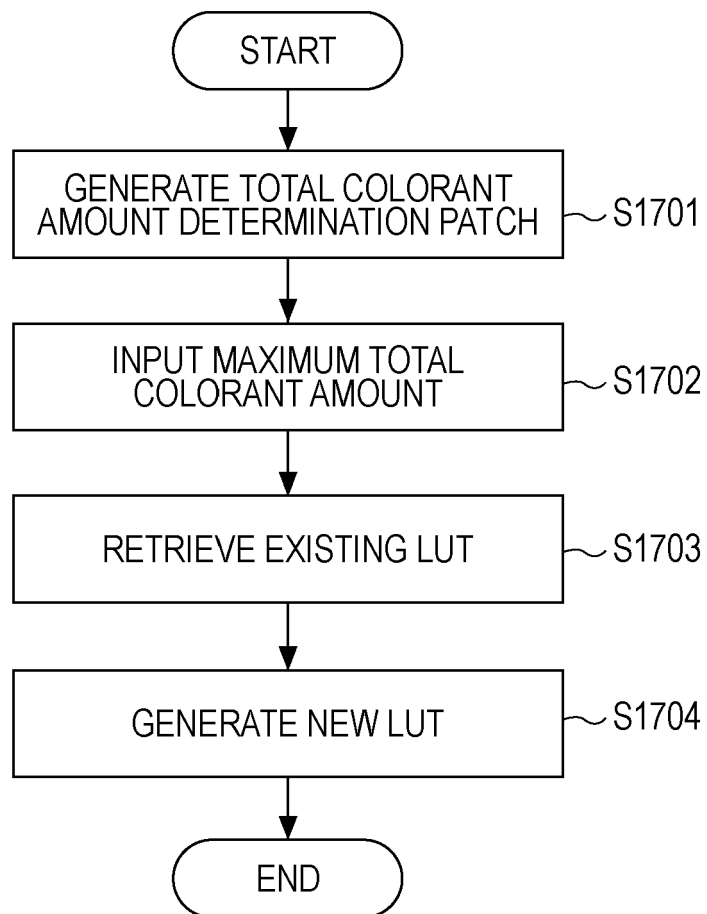 START
GENERATE TOTAL COLORANT
AMOUNT DETERMINATION PATCH
S1701
INPUT MAXIMUM TOTAL
COLORANT AMOUNT
S1702
RETRIEVE EXISTING LUT
S1703
GENERATE NEW LUT
S1704
END